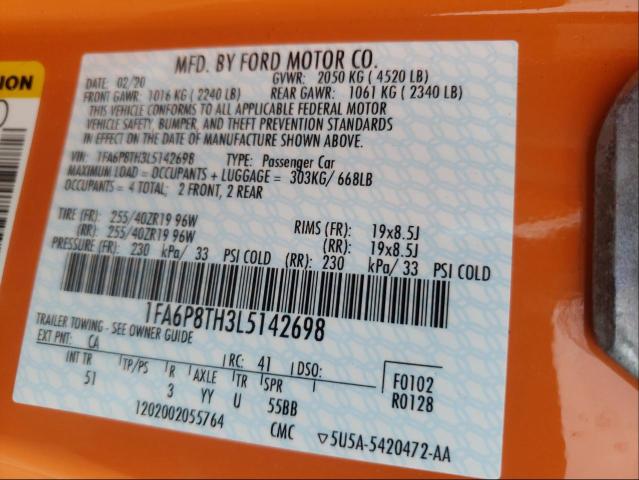 ION
MFD. BY FORD MOTOR CO.
DATE: 02/20 GVWR: 2050 KG ( 4520 LB)
FRONT GAWR: 1016 KG ( 2240 LB) REAR GAWR: 1061 KG ( 2340 LB)
THIS VEHICLE CONFORMS TO ALL APPLICABLE FEDERAL MOTOR
VEHICLE SAFETY, BUMPER, AND THEFT PREVENTION STANDARDS
IN EFFECT ON THE DATE OF MANUFACTURE SHOWN ABOVE.
VIN: 1FA6P8TH3L5142698 TYPE: Passenger Car
MAXIMUM LOAD = OCCUPANTS + LUGGAGE = 303KG/ 668LB
OCCUPANTS = 4 TOTAL; 2 FRONT, 2 REAR
TIRE (FR): 255/40ZR19 96W RIMS (FR): 19x8.5J
(RR): 255/40ZR19 96W (RR): 19x8.5J
PRESSURE (FR): 230 kPa/ 33 PSI COLD (RR): 230 kPa/ 33 PSI COLD
1FA6P8TH3L5142698
TRAILER TOWING - SEE OWNER GUIDE
EXT PNT: CA RC: 41 DSO:
INT TR TP/PS R AXLE TR SPR F0102
51 3 YY U 55BB R0128
1202002055764 CMC ▽5U5A-5420472-AA